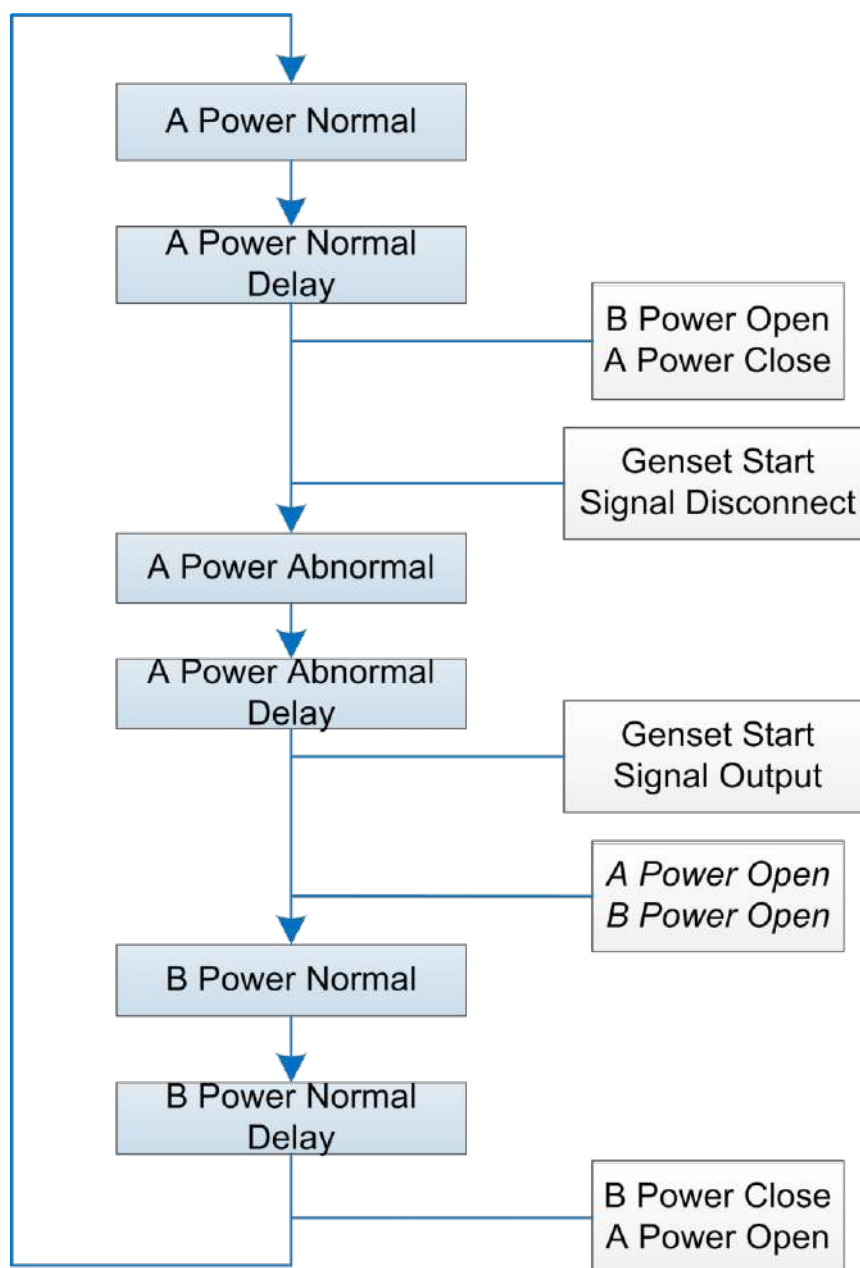 A Power Normal
A Power Normal
Delay
B Power Open
A Power Close
Genset Start
Signal Disconnect
A Power Abnormal
A Power Abnormal
Delay
Genset Start
Signal Output
A Power Open
B Power Open
B Power Normal
B Power Normal
Delay
B Power Close
A Power Open